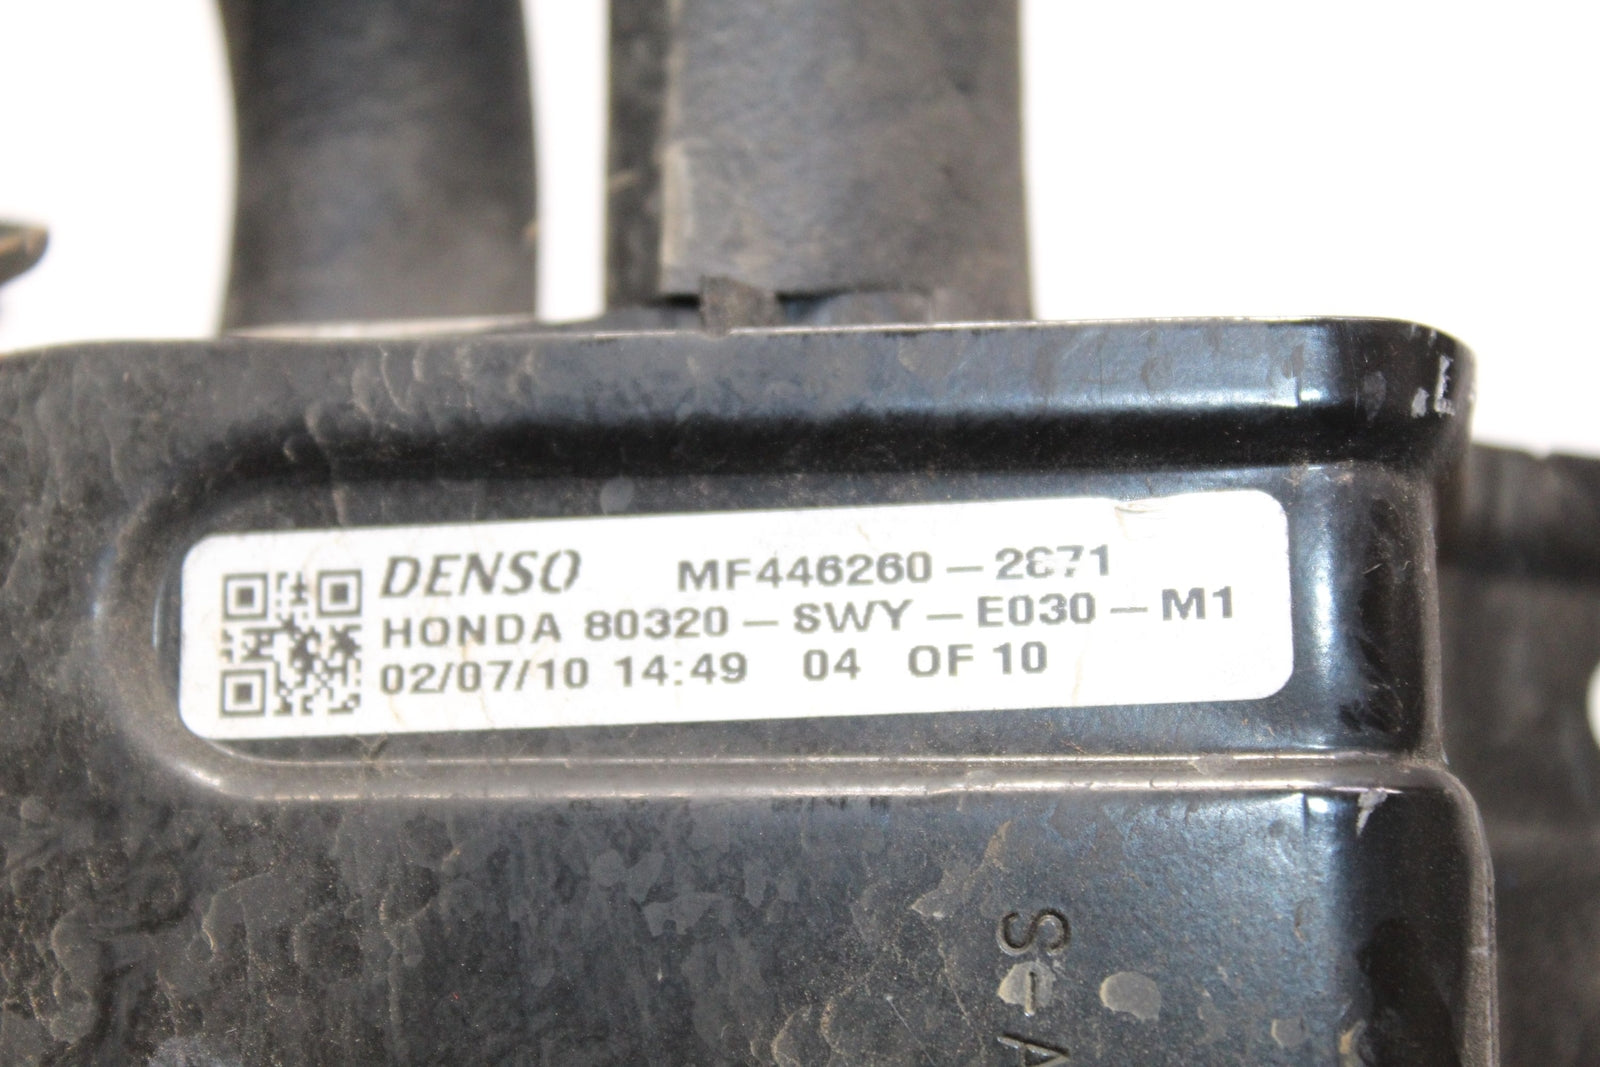 DENSO MF446260-2871
HONDA 80320-SWY-E030-M1
02/07/10 14:49 04 OF 10
S-A